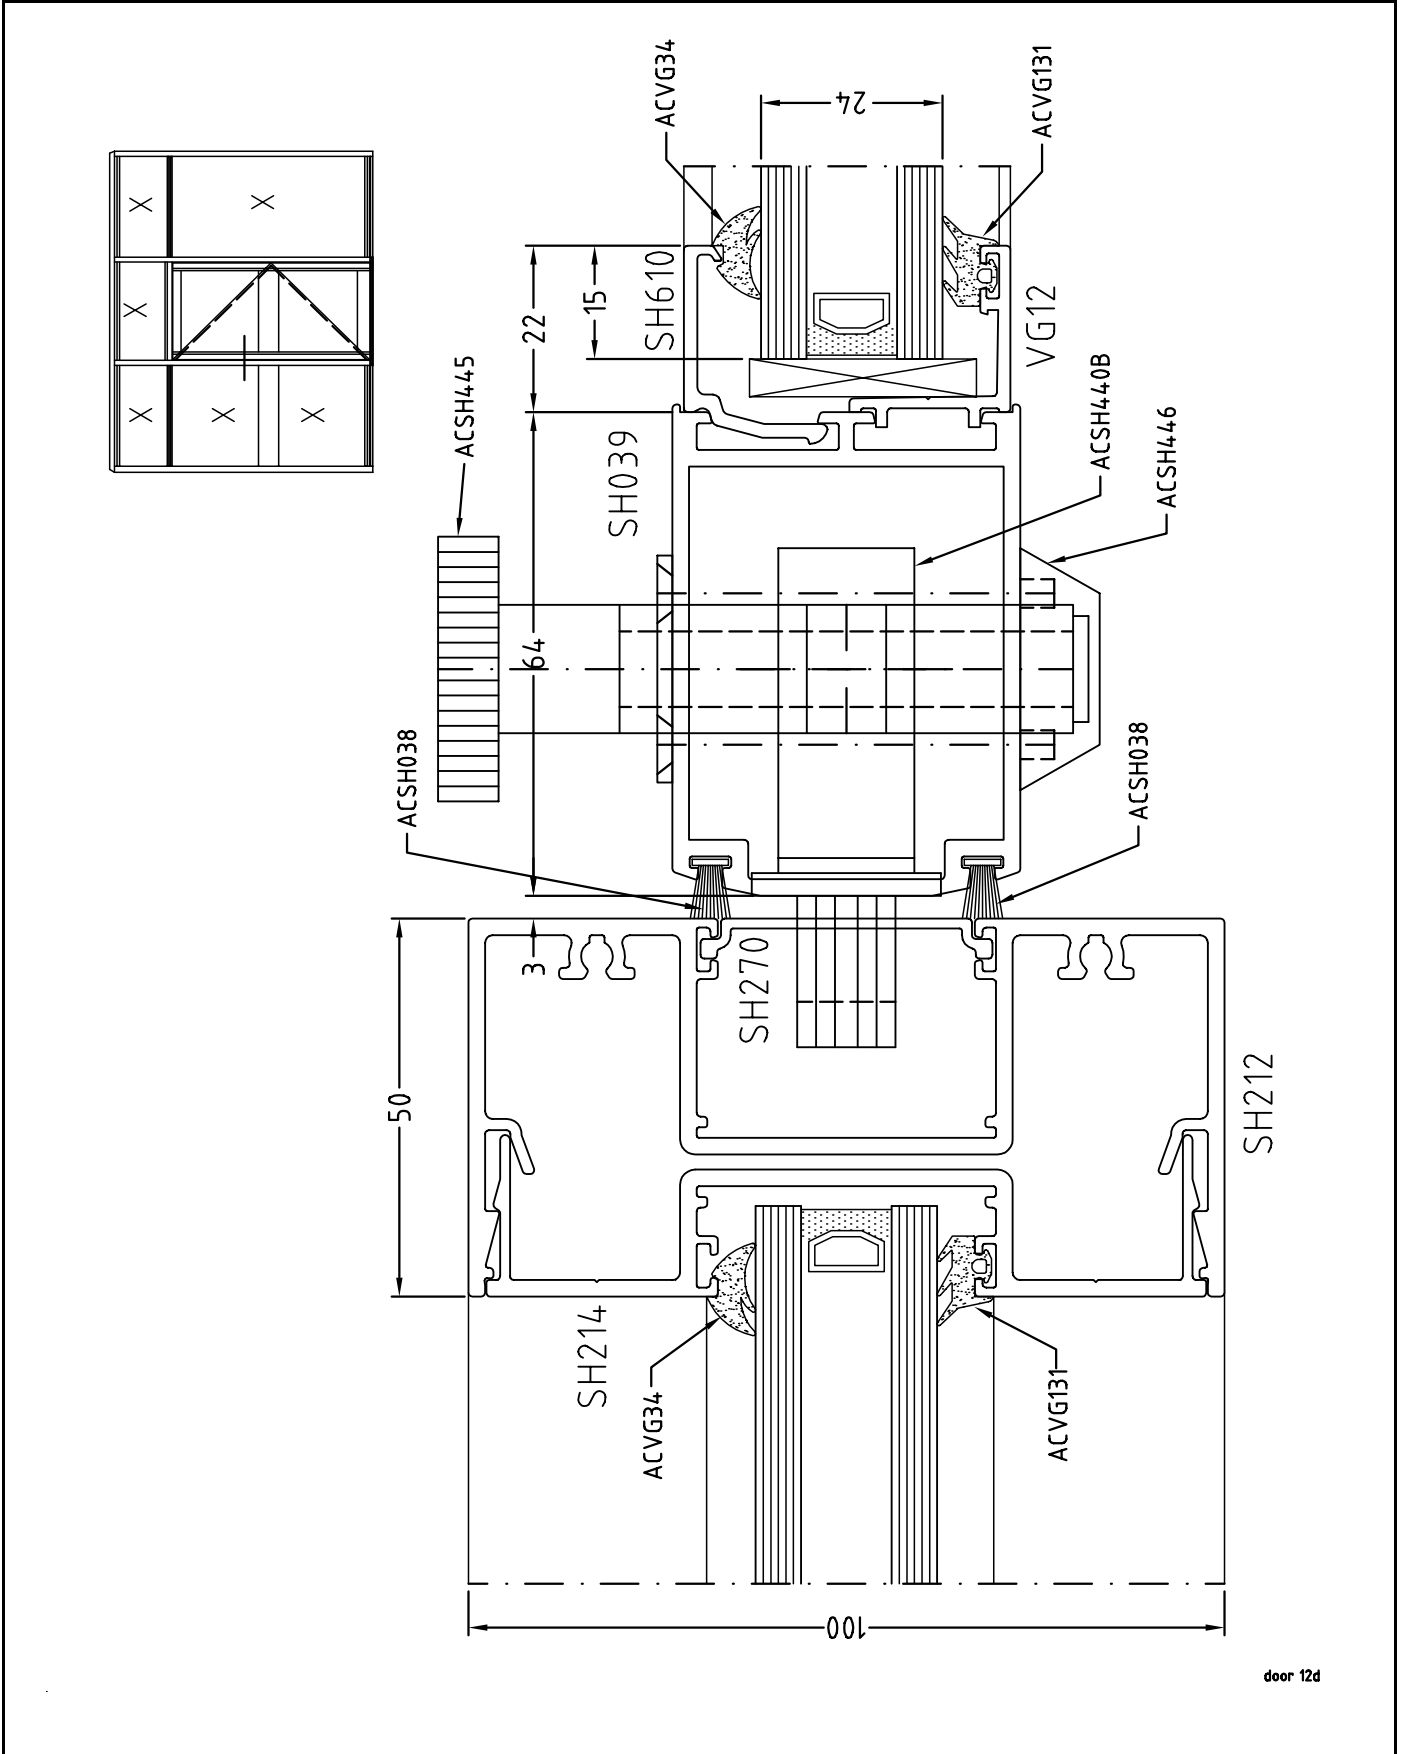 ACVG34
24
ACVG131
SH610
15
22
VG12
ACSH445
SH039
ACSH440B
ACSH446
64
ACSH038
ACSH038
3
SH270
50
SH212
SH214
ACVG34
ACVG131
100
door 12d
X
X
X
X
X
X